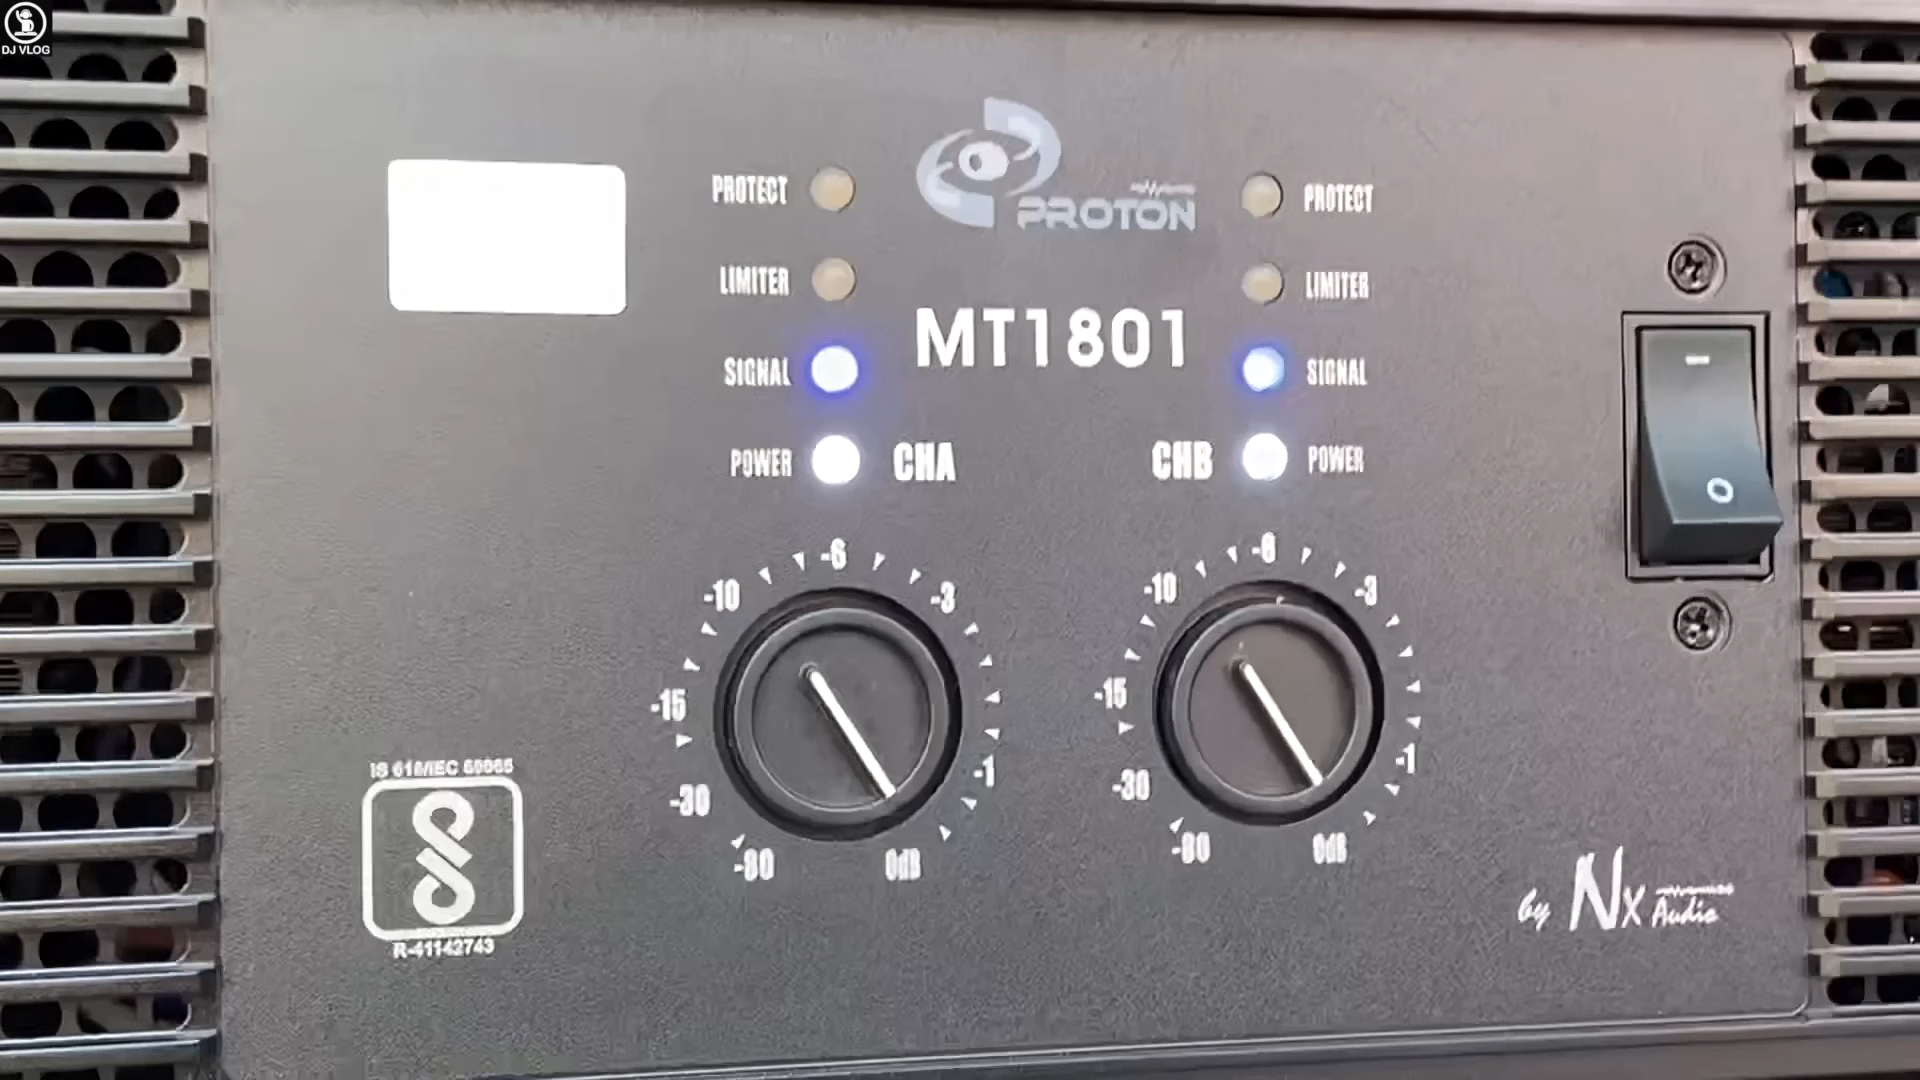 DJ VLOG
PROTON
PROTECT
PROTECT
LIMITER
LIMITER
MT1801
SIGNAL
SIGNAL
POWER
CHA
CHB
POWER
-6
-10
-3
-15
-1
-30
-80
0dB
-6
-10
-3
-15
-1
-30
-80
0dB
IS 616/IEC 60065
R-41142743
by Nx Audio